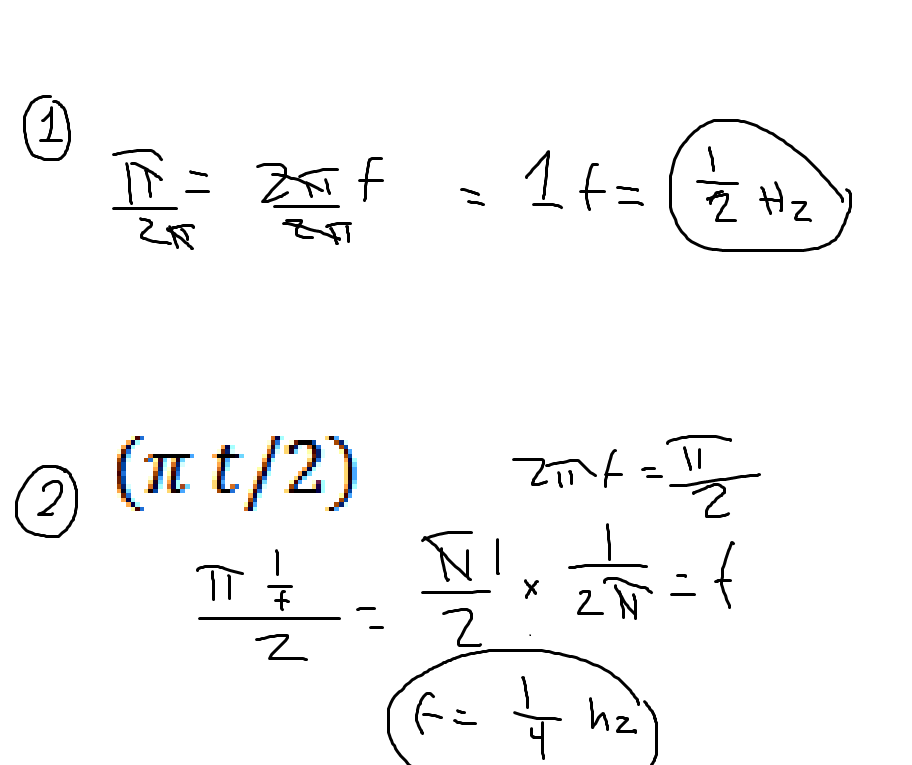 ①
π/2π = 2π/2π f = 1 f = 1/2 Hz
② (π t/2) 2πf = π/2
π 1/f / 2 = π 1/2 × 1/2π = f
f = 1/4 hz